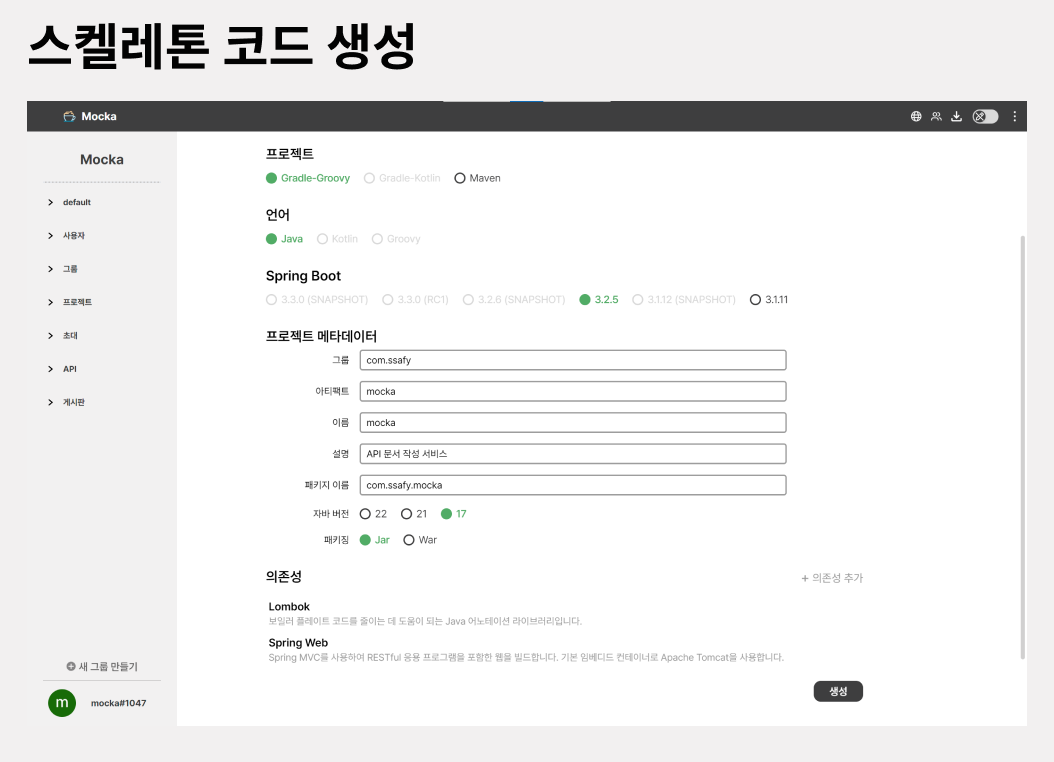 스켈레톤 코드 생성
Mocka
Mocka
default
사용자
그룹
프로젝트
초대
API
게시판
새 그룹 만들기
m mocka#1047
프로젝트
Gradle-Groovy Gradle-Kotlin Maven
언어
Java Kotlin Groovy
Spring Boot
3.3.0 (SNAPSHOT) 3.3.0 (RC1) 3.2.6 (SNAPSHOT) 3.2.5 3.1.12 (SNAPSHOT) 3.1.11
프로젝트 메타데이터
그룹 com.ssafy
아티팩트 mocka
이름 mocka
설명 API 문서 작성 서비스
패키지 이름 com.ssafy.mocka
자바 버전 22 21 17
패키징 Jar War
의존성 + 의존성 추가
Lombok
보일러 플레이트 코드를 줄이는 데 도움이 되는 Java 어노테이션 라이브러리입니다.
Spring Web
Spring MVC를 사용하여 RESTful 응용 프로그램을 포함한 웹을 빌드합니다. 기본 임베디드 컨테이너로 Apache Tomcat을 사용합니다.
생성